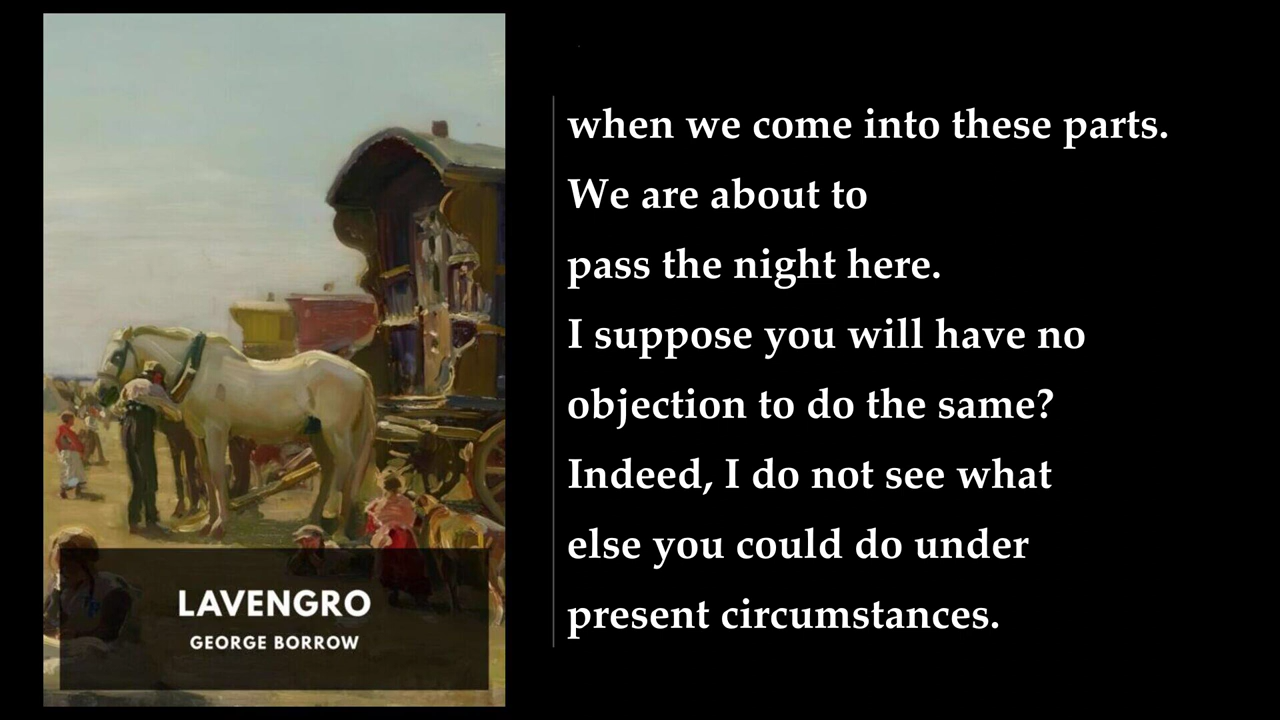 LAVENGRO
GEORGE BORROW
when we come into these parts.
We are about to
pass the night here.
I suppose you will have no
objection to do the same?
Indeed, I do not see what
else you could do under
present circumstances.